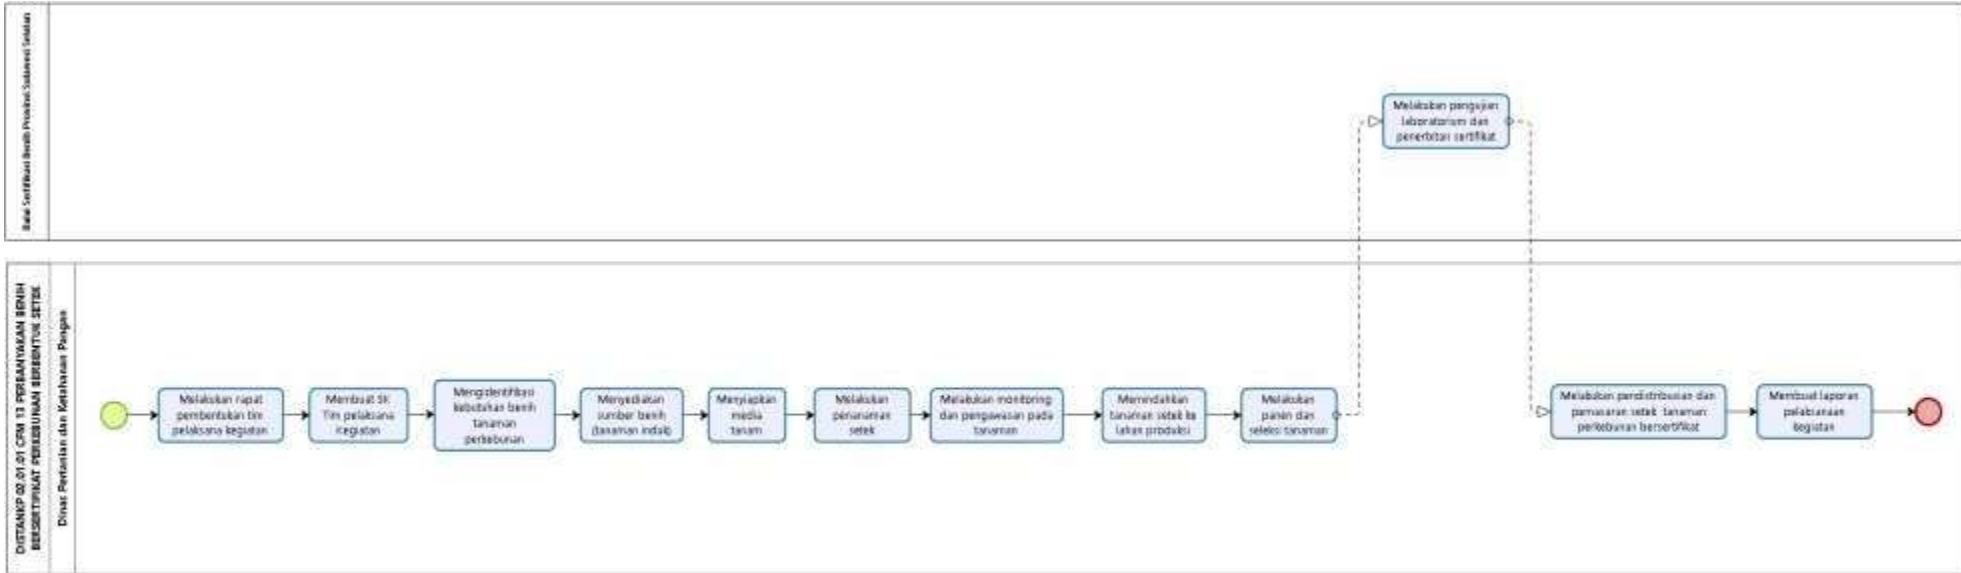 Balai Sertifikasi Benih Provinsi Sulawesi Selatan
Melakukan pengujian
laboratorium dan
penerbitan sertifikat
DISTANKP 02.01.01 CFM 13 PERBANYAKAN BENIH
BERSERTIFIKAT PERKEBUNAN BERBENTUK SETEK
Dinas Pertanian dan Ketahanan Pangan
Melakukan rapat
pembentukan tim
pelaksana kegiatan
Membuat SK
Tim pelaksana
Kegiatan
Mengidentifikasi
kebutuhan benih
tanaman
perkebunan
Menyediakan
sumber benih
(tanaman induk)
Menyiapkan
media
tanam
Melakukan
penanaman
setek
Melakukan monitoring
dan pengawasan pada
tanaman
Memindahkan
tanaman setek ke
lahan produksi
Melakukan
panen dan
seleksi tanaman
Melakukan pendistribusian dan
pemasaran setek tanaman
perkebunan bersertifikat
Membuat laporan
pelaksanaan
kegiatan